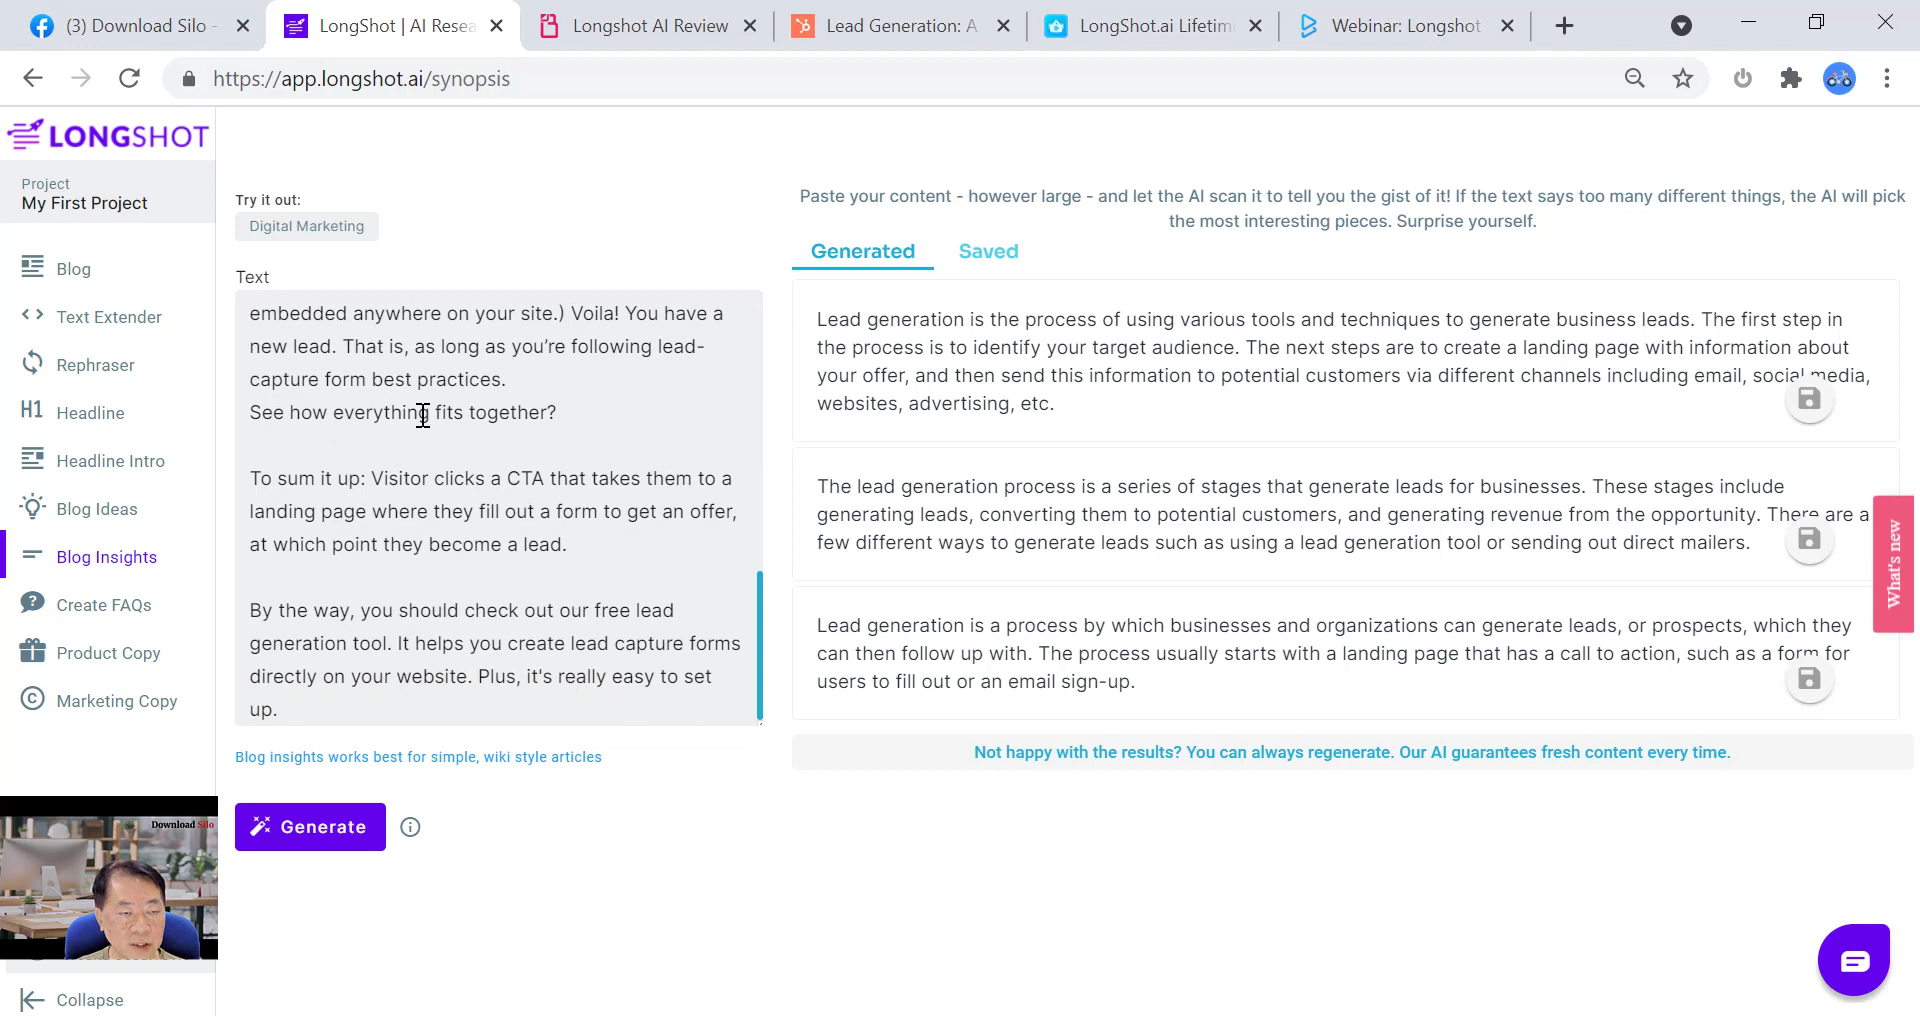 (3) Download Silo -
LongShot | AI Resea
Longshot AI Review
Lead Generation: A
LongShot.ai Lifetim
Webinar: Longshot
https://app.longshot.ai/synopsis
LONGSHOT
Project
My First Project
Blog
Text Extender
Rephraser
H1 Headline
Headline Intro
Blog Ideas
Blog Insights
Create FAQs
Product Copy
Marketing Copy
Download Silo
Collapse
Try it out:
Digital Marketing
Text
embedded anywhere on your site.) Voila! You have a
new lead. That is, as long as you’re following lead-
capture form best practices.
See how everything fits together?
To sum it up: Visitor clicks a CTA that takes them to a
landing page where they fill out a form to get an offer,
at which point they become a lead.
By the way, you should check out our free lead
generation tool. It helps you create lead capture forms
directly on your website. Plus, it's really easy to set
up.
Blog insights works best for simple, wiki style articles
Generate
Paste your content - however large - and let the AI scan it to tell you the gist of it! If the text says too many different things, the AI will pick
the most interesting pieces. Surprise yourself.
Generated Saved
Lead generation is the process of using various tools and techniques to generate business leads. The first step in
the process is to identify your target audience. The next steps are to create a landing page with information about
your offer, and then send this information to potential customers via different channels including email, social media,
websites, advertising, etc.
The lead generation process is a series of stages that generate leads for businesses. These stages include
generating leads, converting them to potential customers, and generating revenue from the opportunity. There are a
few different ways to generate leads such as using a lead generation tool or sending out direct mailers.
Lead generation is a process by which businesses and organizations can generate leads, or prospects, which they
can then follow up with. The process usually starts with a landing page that has a call to action, such as a form for
users to fill out or an email sign-up.
Not happy with the results? You can always regenerate. Our AI guarantees fresh content every time.
What's new